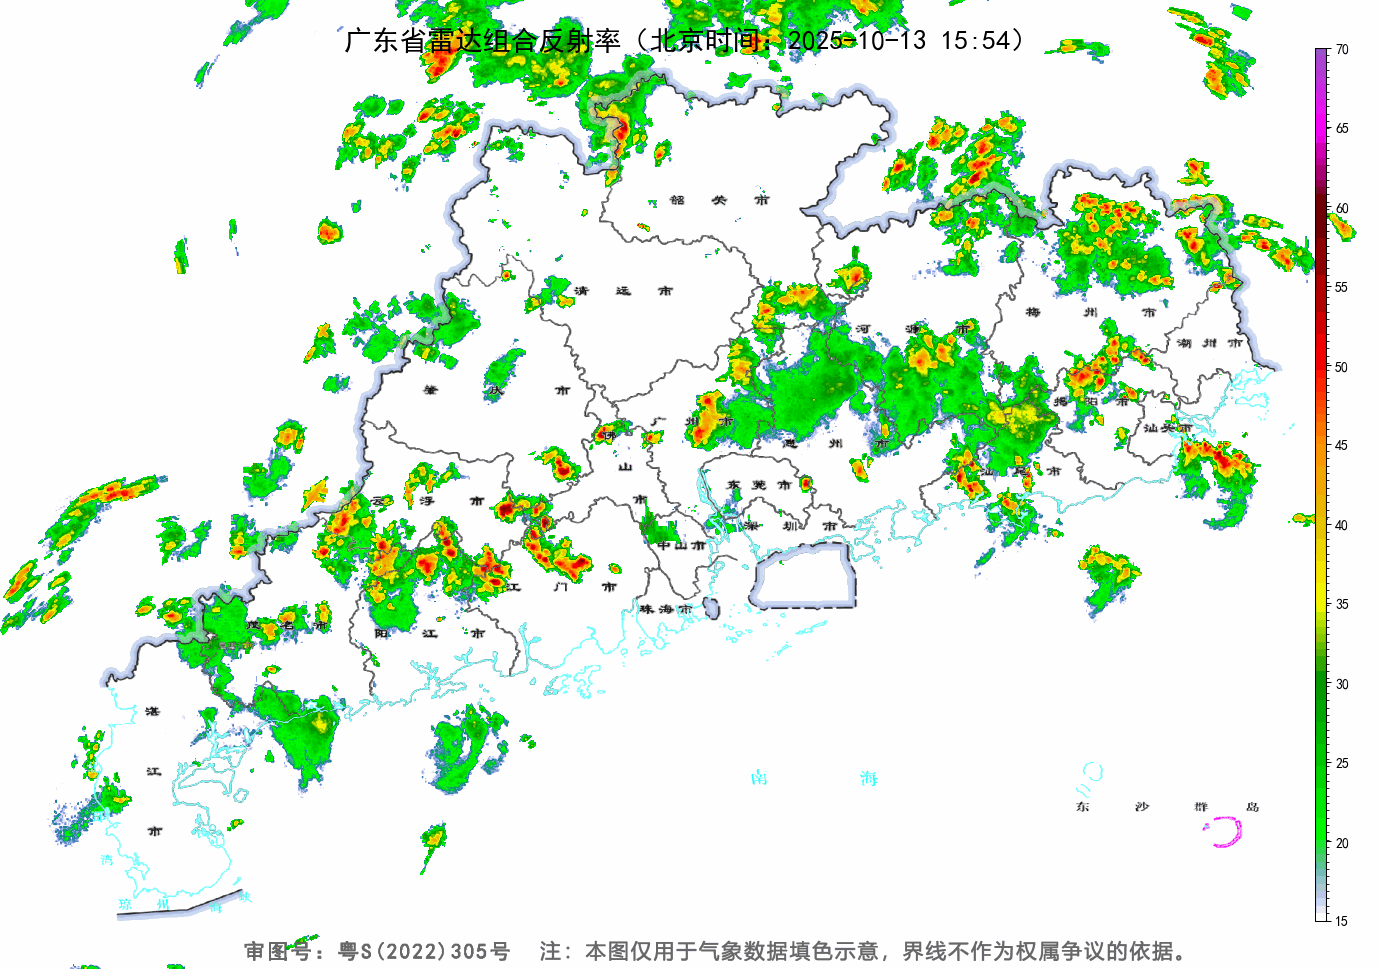 广东省雷达组合反射率（北京时间：2025-10-13 15:54）
70
65
60
55
50
45
40
35
30
25
20
15
韶 关 市
清 远 市
河 源 市
梅 州 市
潮 州 市
肇 庆 市
广 州 市
惠 州 市
揭 阳 市
汕头市
佛 山 市
东 莞 市
汕 尾 市
云 浮 市
深 圳 市
中山市
江 门 市
珠海市
茂 名 市
阳 江 市
湛 江 市
南 海
东 沙 群 岛
湾
琼 州 海 峡
审图号：粤S(2022)305号 注：本图仅用于气象数据填色示意，界线不作为权属争议的依据。